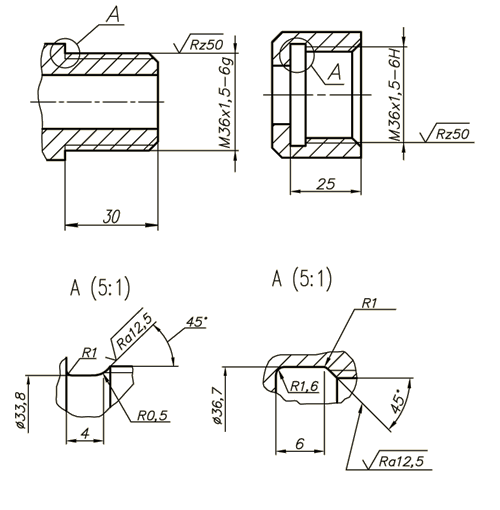 A
Rz50
M36x1,5-6g
30
A
M36x1,5-6H
Rz50
25
A (5:1)
R1
Ra12,5
45°
ø33,8
R0,5
4
A (5:1)
R1
ø36,7
R1,6
45°
6
Ra12,5